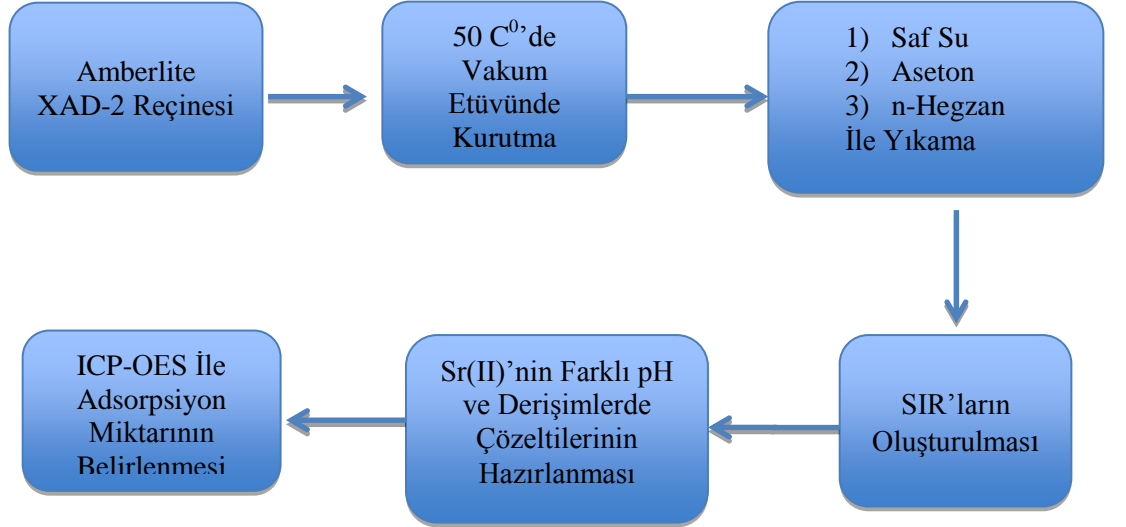 Amberlite
XAD-2 Reçinesi
50 C⁰’de
Vakum
Etüvünde
Kurutma
1) Saf Su
2) Aseton
3) n-Hegzan
İle Yıkama
SIR’ların
Oluşturulması
Sr(II)’nin Farklı pH
ve Derişimlerde
Çözeltilerinin
Hazırlanması
ICP-OES İle
Adsorpsiyon
Miktarının
Belirlenmesi